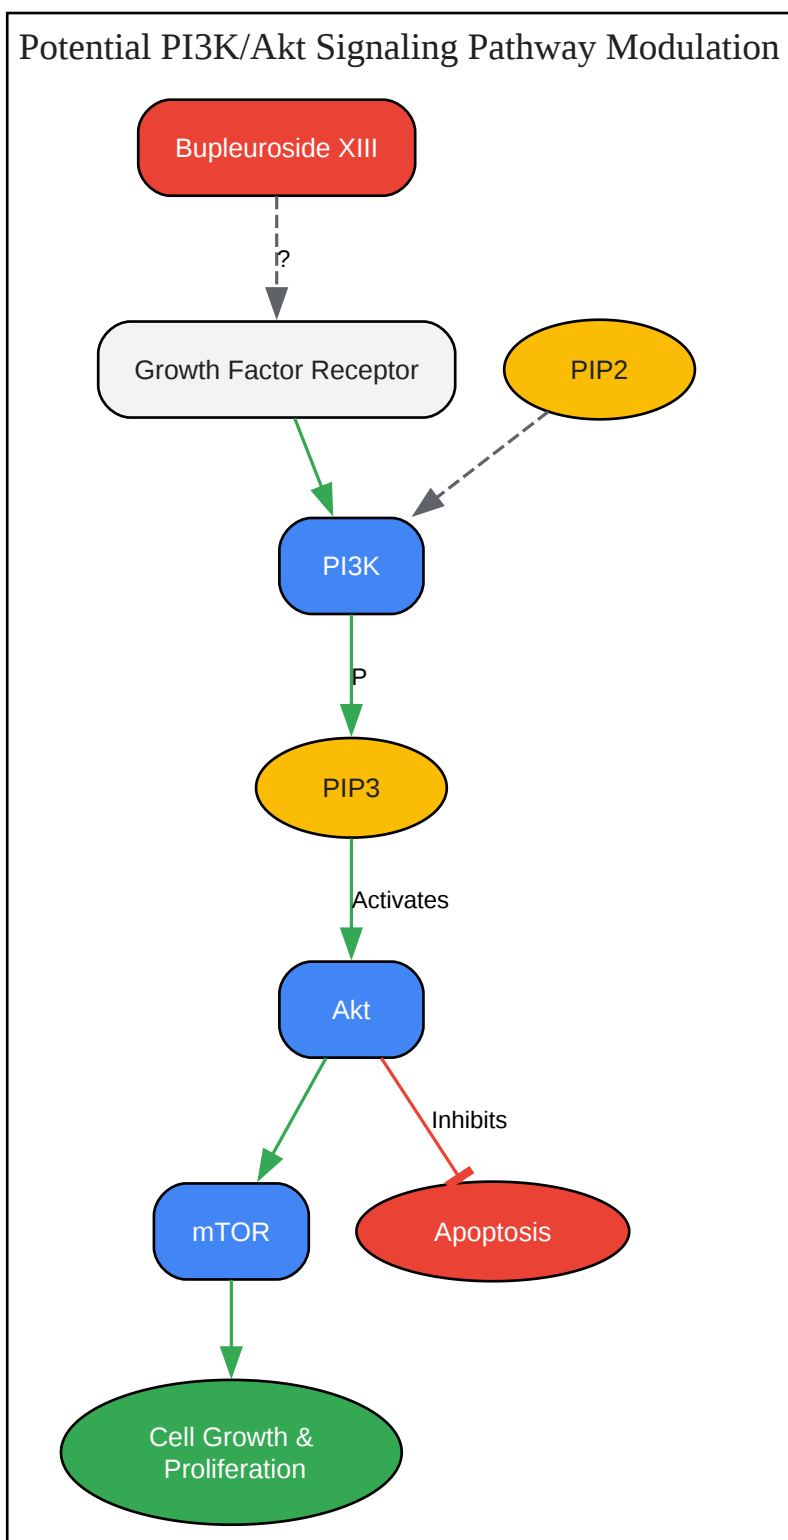 Potential PI3K/Akt Signaling Pathway Modulation
Bupleuroside XIII
?
Growth Factor Receptor
PIP2
PI3K
P
PIP3
Activates
Akt
Inhibits
mTOR
Apoptosis
Cell Growth &
Proliferation